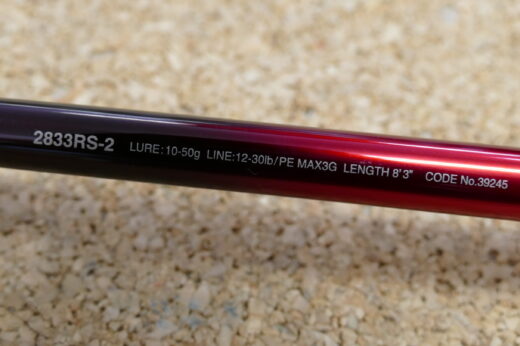 2833RS-2 LURE:10-50g LINE:12-30lb/PE MAX3G LENGTH 8'3" CODE No.39245